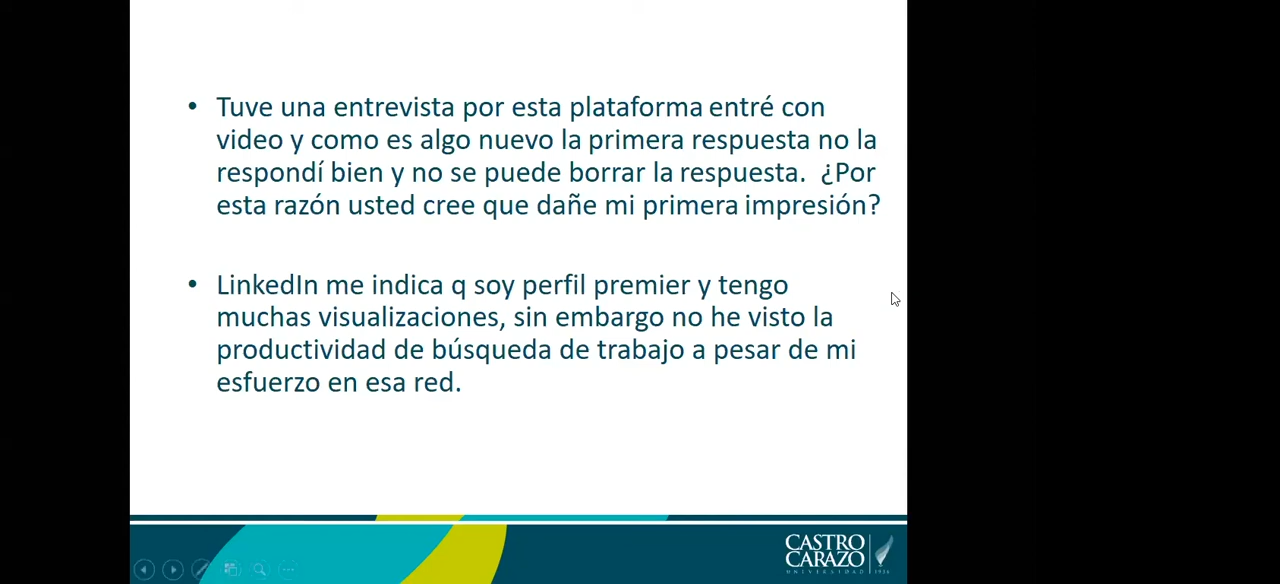 • Tuve una entrevista por esta plataforma entré con
video y como es algo nuevo la primera respuesta no la
respondí bien y no se puede borrar la respuesta. ¿Por
esta razón usted cree que dañe mi primera impresión?
• LinkedIn me indica q soy perfil premier y tengo
muchas visualizaciones, sin embargo no he visto la
productividad de búsqueda de trabajo a pesar de mi
esfuerzo en esa red.
CASTRO
CARAZO
UNIVERSIDAD